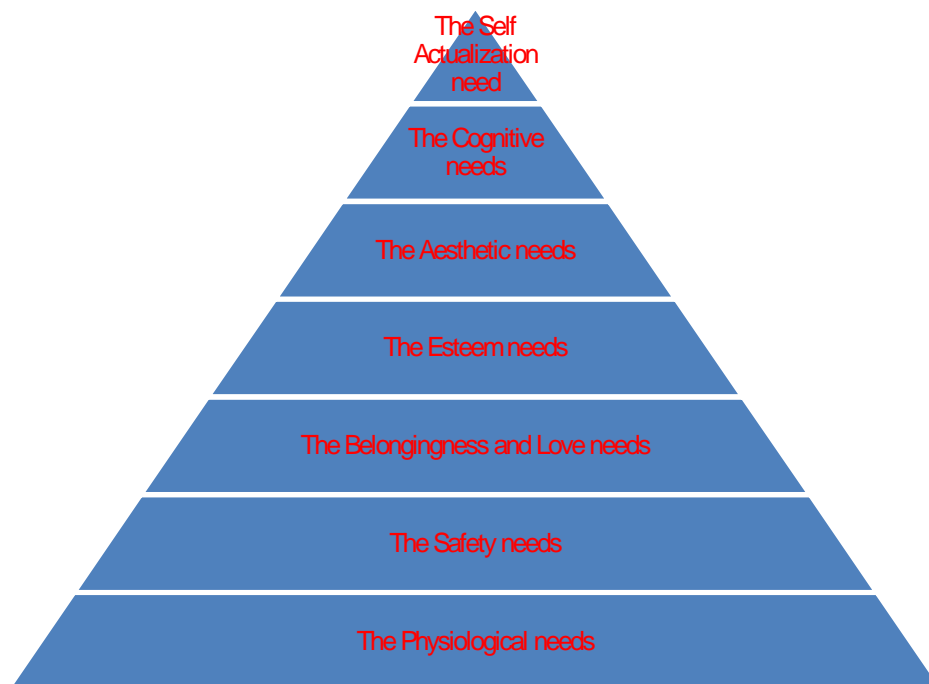 The Self
Actualization
need
The Cognitive
needs
The Aesthetic needs
The Esteem needs
The Belongingness and Love needs
The Safety needs
The Physiological needs